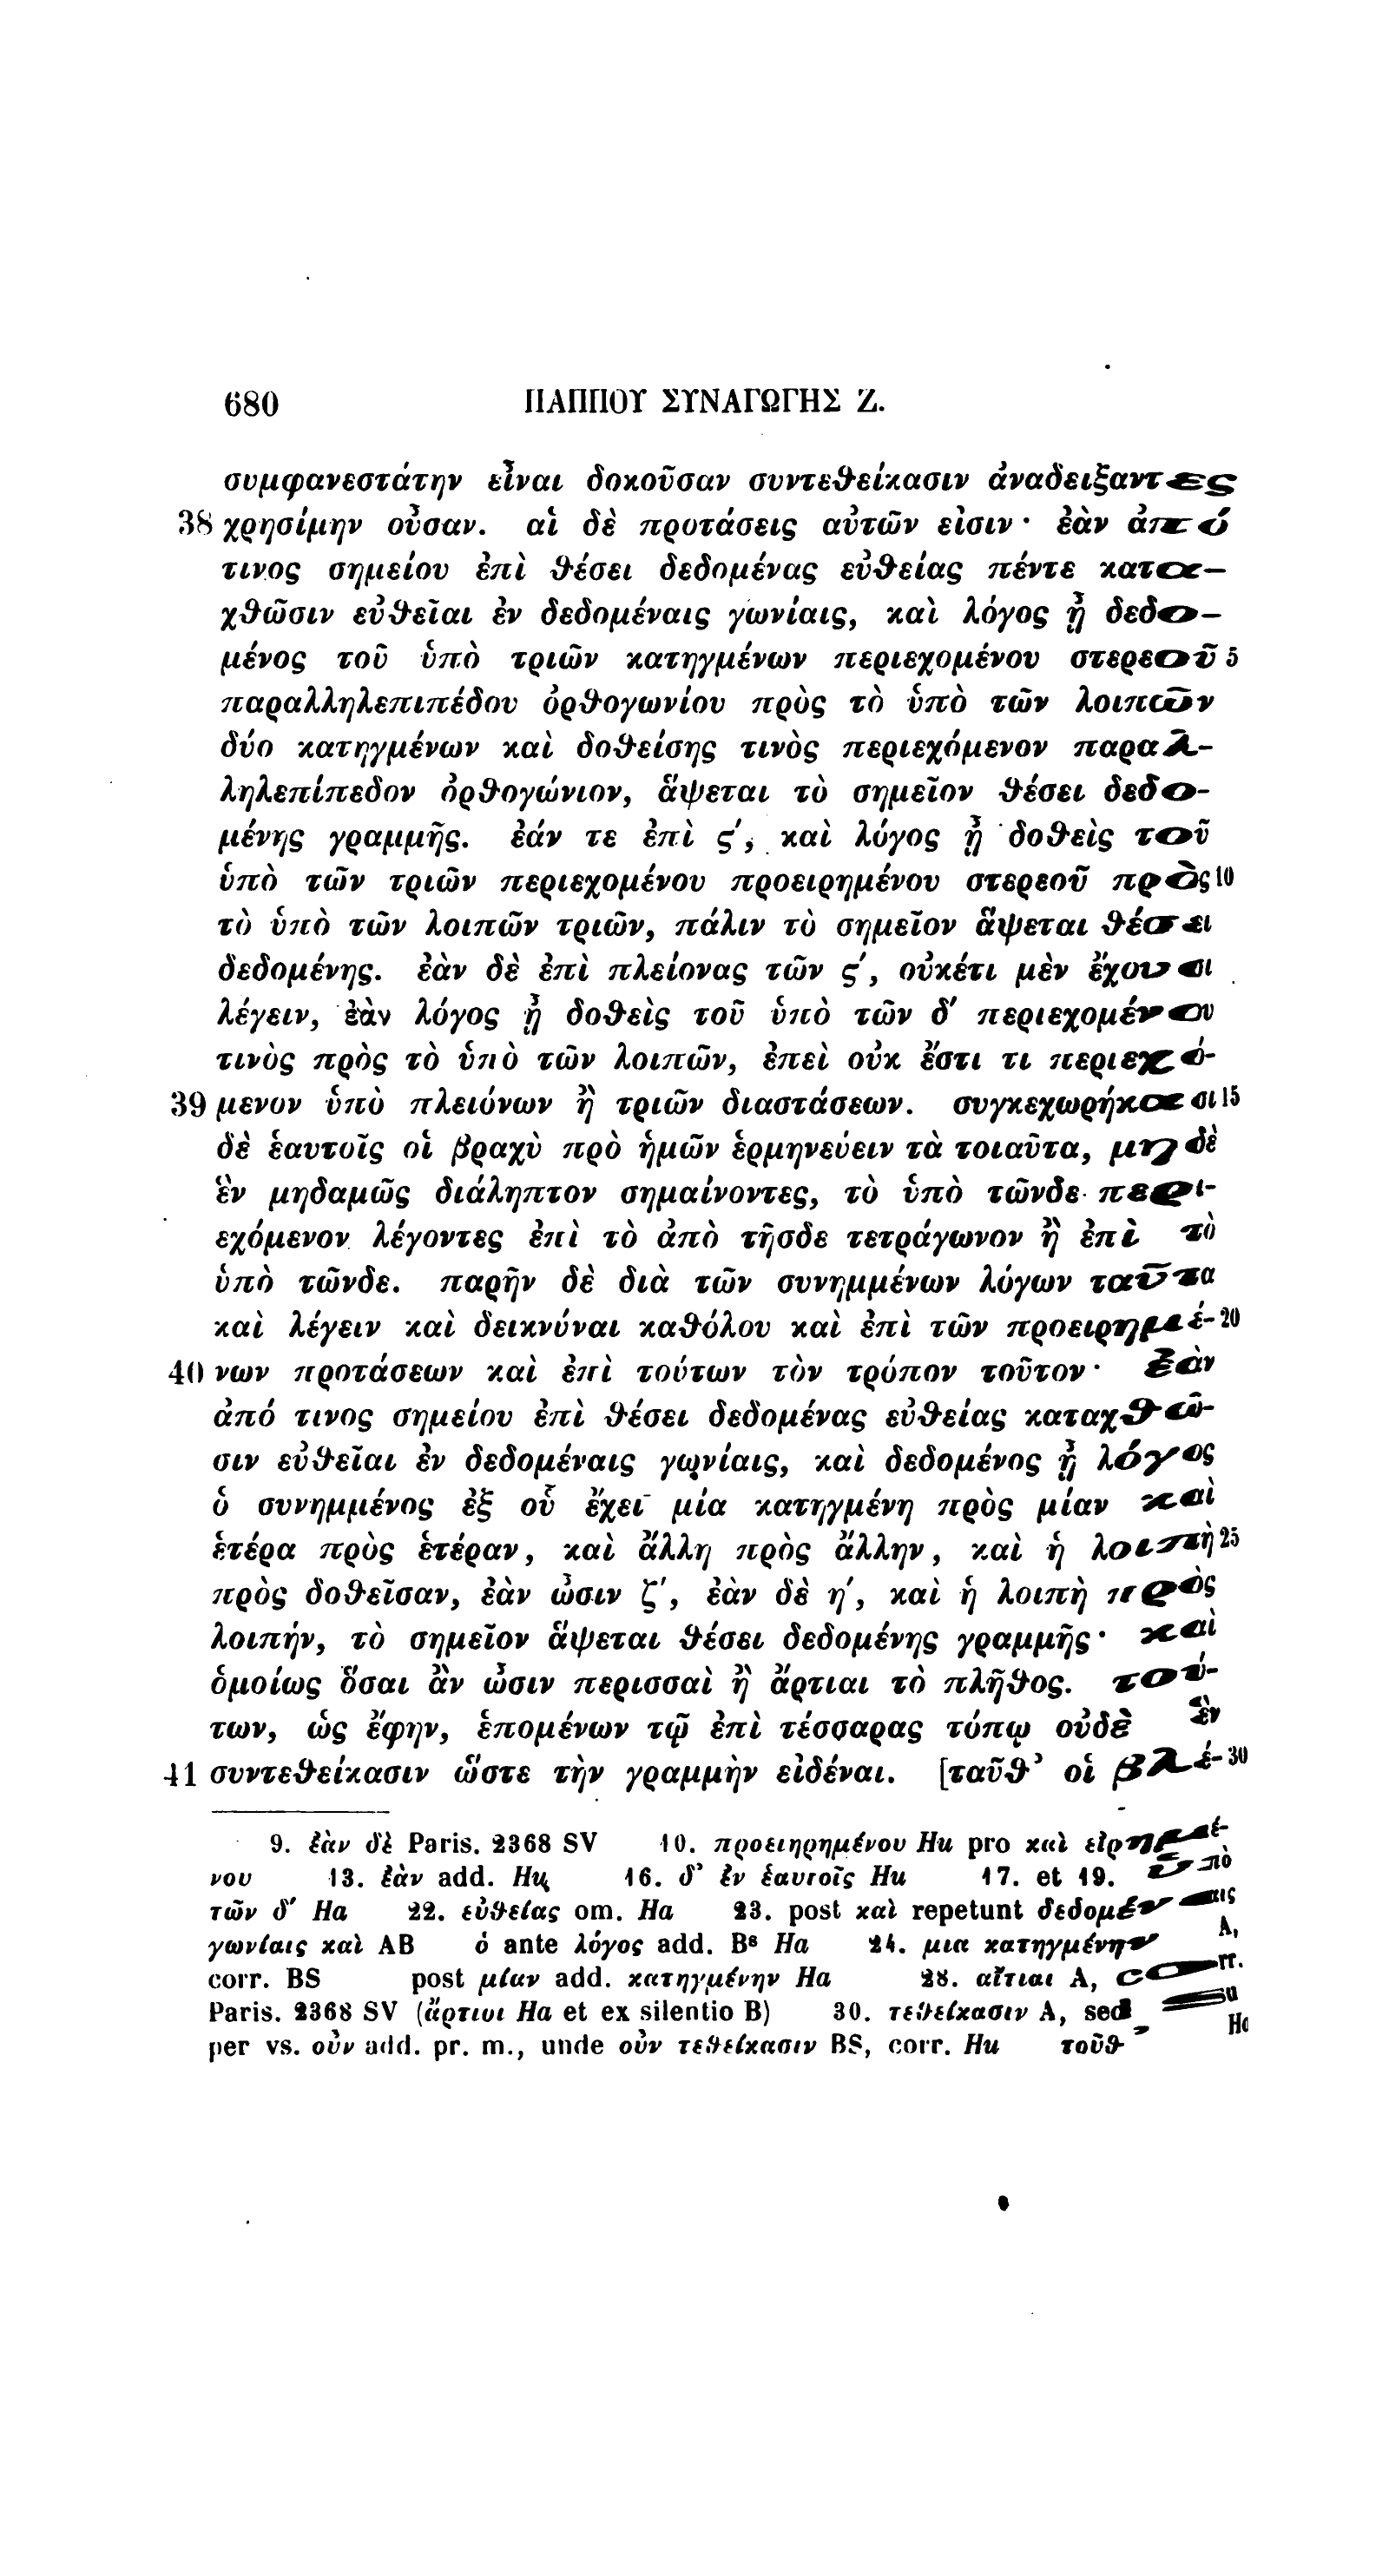 680 ΠΑΠΠΟΥ ΣΥΝΑΓΩΓΗΣ Ζ.
συμφανεστάτην εἶναι δοκοῦσαν συντεθείκασιν ἀναδειξαντες
38 χρησίμην οὖσαν. αἱ δὲ προτάσεις αὐτῶν εἰσιν· ἐὰν ἀπό
τινος σημείου ἐπὶ θέσει δεδομένας εὐθείας πέντε κατα-
χθῶσιν εὐθεῖαι ἐν δεδομέναις γωνίαις, καὶ λόγος ᾖ δεδο-
μένος τοῦ ὑπὸ τριῶν κατηγμένων περιεχομένου στερεοῦ 5
παραλληλεπιπέδου ὀρθογωνίου πρὸς τὸ ὑπὸ τῶν λοιπῶν
δύο κατηγμένων καὶ δοθείσης τινὸς περιεχόμενον παραλ-
ληλεπίπεδον ὀρθογώνιον, ἅψεται τὸ σημεῖον θέσει δεδο-
μένης γραμμῆς. ἐάν τε ἐπὶ ϛʹ, καὶ λόγος ᾖ δοθεὶς τοῦ
ὑπὸ τῶν τριῶν περιεχομένου προειρημένου στερεοῦ πρὸς 10
τὸ ὑπὸ τῶν λοιπῶν τριῶν, πάλιν τὸ σημεῖον ἅψεται θέσει
δεδομένης. ἐὰν δὲ ἐπὶ πλείονας τῶν ϛʹ, οὐκέτι μὲν ἔχουσι
λέγειν, ἐὰν λόγος ᾖ δοθεὶς τοῦ ὑπὸ τῶν δʹ περιεχομένου
τινὸς πρὸς τὸ ὑπὸ τῶν λοιπῶν, ἐπεὶ οὐκ ἔστι τι περιεχό-
39 μενον ὑπὸ πλειόνων ἢ τριῶν διαστάσεων. συγκεχωρήκασι 15
δὲ ἑαυτοῖς οἱ βραχὺ πρὸ ἡμῶν ἑρμηνεύειν τὰ τοιαῦτα, μηδὲ
ἓν μηδαμῶς διάληπτον σημαίνοντες, τὸ ὑπὸ τῶνδε περι-
εχόμενον λέγοντες ἐπὶ τὸ ἀπὸ τῆσδε τετράγωνον ἢ ἐπὶ τὸ
ὑπὸ τῶνδε. παρῆν δὲ διὰ τῶν συνημμένων λόγων ταῦτα
καὶ λέγειν καὶ δεικνύναι καθόλου καὶ ἐπὶ τῶν προειρημέ- 20
40 νων προτάσεων καὶ ἐπὶ τούτων τὸν τρόπον τοῦτον· ἐὰν
ἀπό τινος σημείου ἐπὶ θέσει δεδομένας εὐθείας καταχθῶ-
σιν εὐθεῖαι ἐν δεδομέναις γωνίαις, καὶ δεδομένος ᾖ λόγος
ὁ συνημμένος ἐξ οὗ ἔχει μία κατηγμένη πρὸς μίαν καὶ
ἑτέρα πρὸς ἑτέραν, καὶ ἄλλη πρὸς ἄλλην, καὶ ἡ λοιπὴ 25
πρὸς δοθεῖσαν, ἐὰν ὦσιν ζʹ, ἐὰν δὲ ηʹ, καὶ ἡ λοιπὴ πρὸς
λοιπήν, τὸ σημεῖον ἅψεται θέσει δεδομένης γραμμῆς· καὶ
ὁμοίως ὅσαι ἂν ὦσιν περισσαὶ ἢ ἄρτιαι τὸ πλῆθος. τού-
των, ὡς ἔφην, ἑπομένων τῷ ἐπὶ τέσσαρας τόπῳ οὐδὲ ἓν
41 συντεθείκασιν ὥστε τὴν γραμμὴν εἰδέναι. [ταῦθ’ οἱ βλέ- 30
9. ἐὰν δὲ Paris. 2368 SV 10. προειηρημένου Hu pro καὶ εἰρημέ-
νου 13. ἐὰν add. Hu 16. δ’ ἐν ἑαυτοῖς Hu 17. et 19. ὑπὸ
τῶν δʹ Ha 22. εὐθείας om. Ha 23. post καὶ repetunt δεδομέναις
γωνίαις καὶ AB ὁ ante λόγος add. Bˢ Ha 24. μια κατηγμένην A,
corr. BS post μίαν add. κατηγμένην Ha 28. αἴτιαι A, corr.
Paris. 2368 SV (ἄρτιοι Ha et ex silentio B) 30. τεθείκασιν A, sed
per vs. οὐν add. pr. m., unde οὐν τεθείκασιν BS, corr. Hu τοῦθ’ Ha